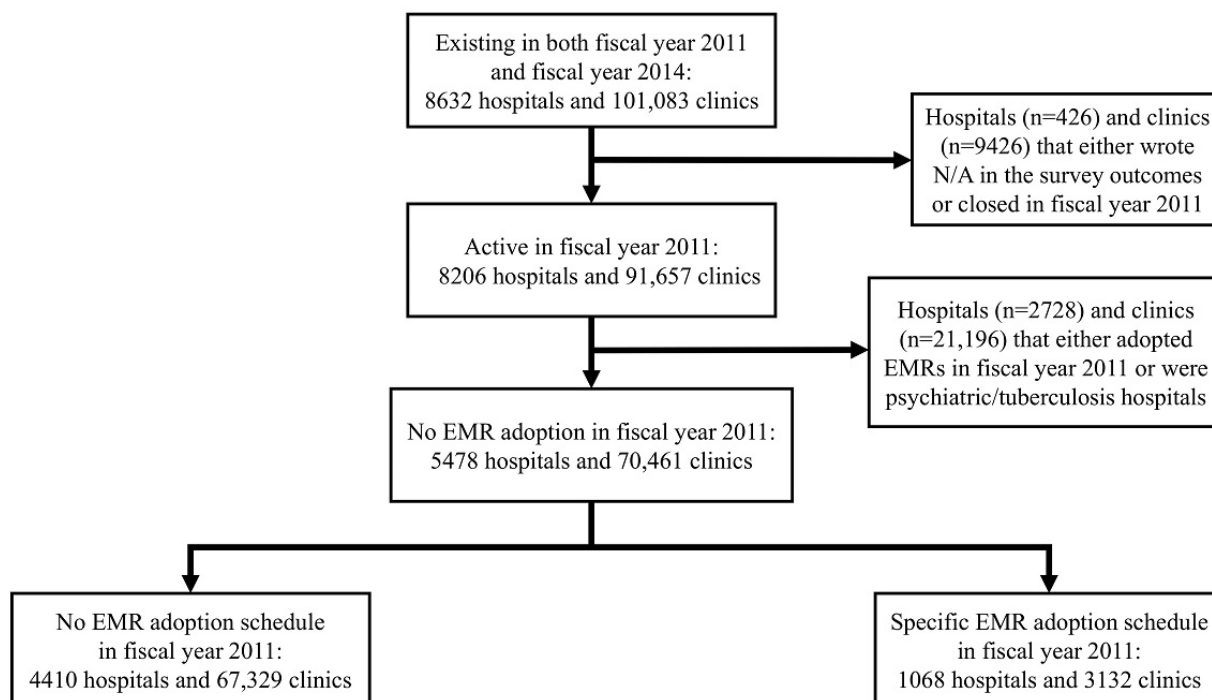 Existing in both fiscal year 2011
and fiscal year 2014:
8632 hospitals and 101,083 clinics
Hospitals (n=426) and clinics
(n=9426) that either wrote
N/A in the survey outcomes
or closed in fiscal year 2011
Active in fiscal year 2011:
8206 hospitals and 91,657 clinics
Hospitals (n=2728) and clinics
(n=21,196) that either adopted
EMRs in fiscal year 2011 or were
psychiatric/tuberculosis hospitals
No EMR adoption in fiscal year 2011:
5478 hospitals and 70,461 clinics
No EMR adoption schedule
in fiscal year 2011:
4410 hospitals and 67,329 clinics
Specific EMR adoption schedule
in fiscal year 2011:
1068 hospitals and 3132 clinics